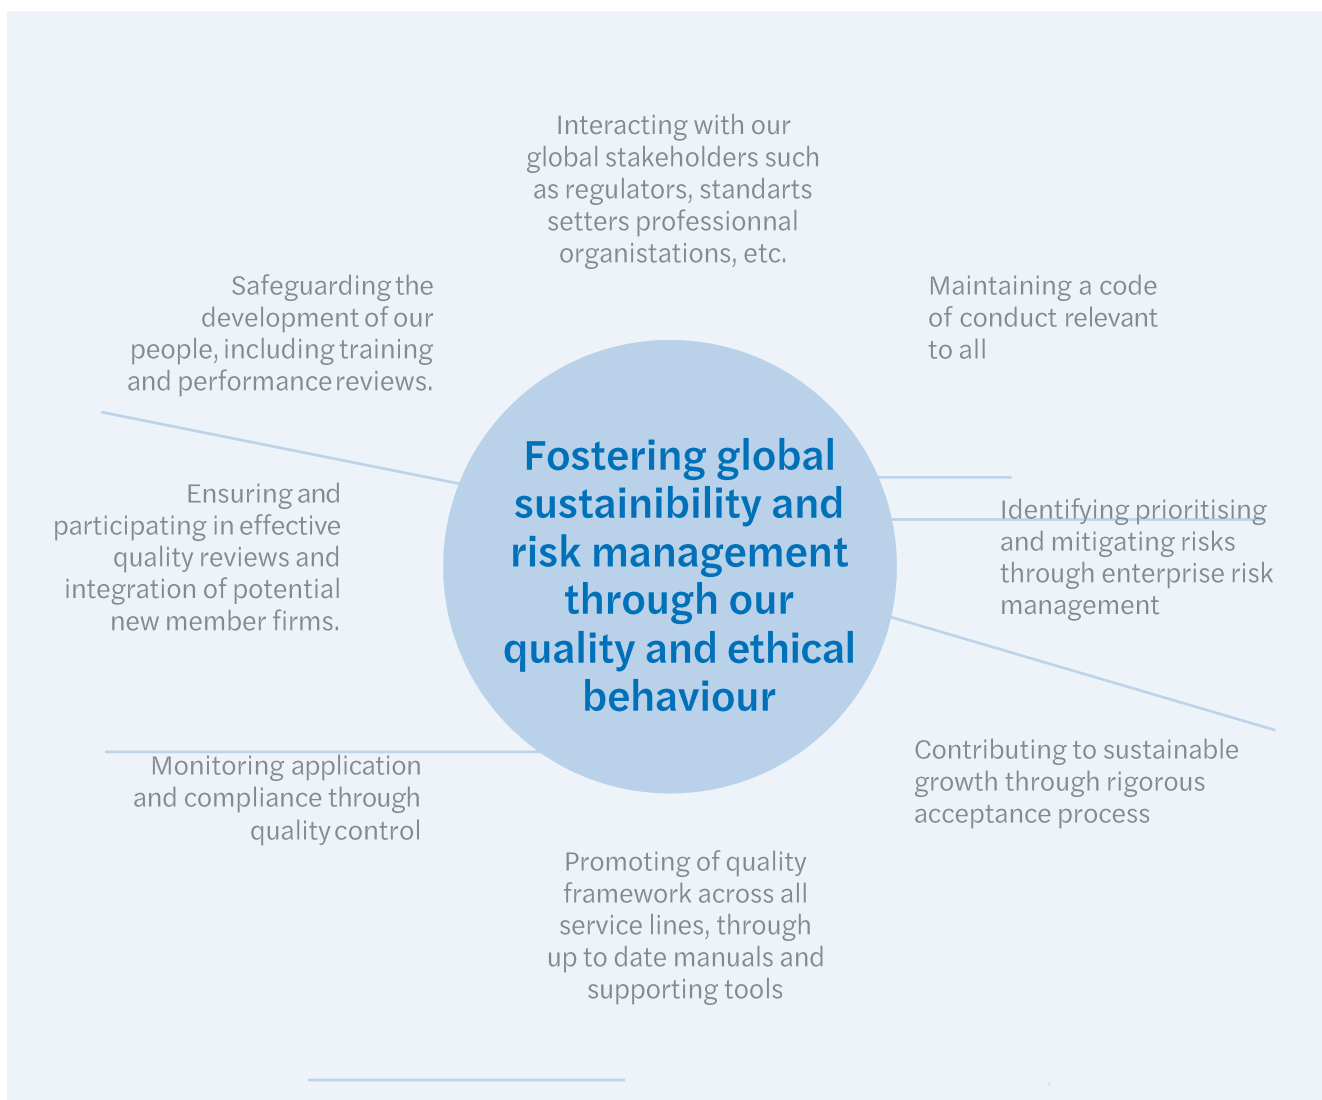 Interacting with our
global stakeholders such
as regulators, standarts
setters professionnal
organistations, etc.
Safeguarding the
development of our
people, including training
and performance reviews.
Maintaining a code
of conduct relevant
to all
Fostering global
sustainibility and
risk management
through our
quality and ethical
behaviour
Ensuring and
participating in effective
quality reviews and
integration of potential
new member firms.
Identifying prioritising
and mitigating risks
through enterprise risk
management
Monitoring application
and compliance through
quality control
Contributing to sustainable
growth through rigorous
acceptance process
Promoting of quality
framework across all
service lines, through
up to date manuals and
supporting tools